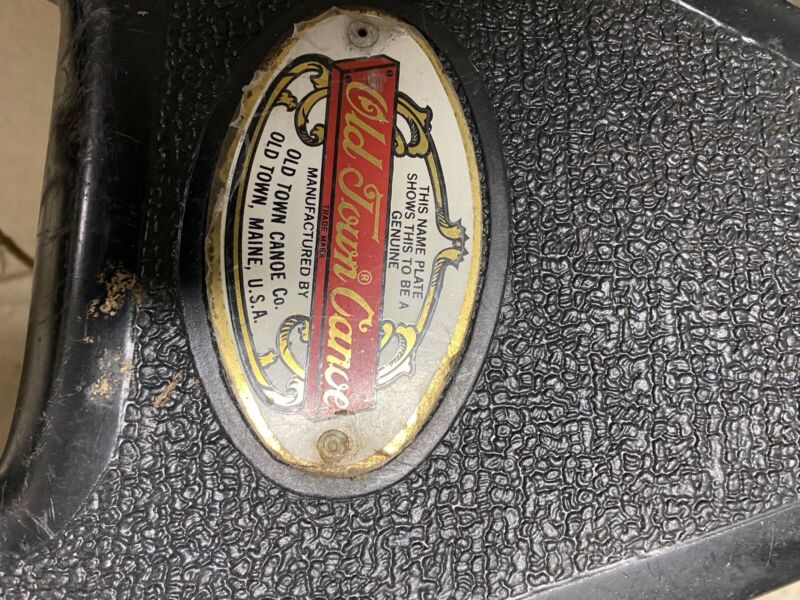 THIS NAME PLATE
SHOWS THIS TO BE A
GENUINE
Old Town® Canoe
TRADE MARK
MANUFACTURED BY
OLD TOWN CANOE Co.
OLD TOWN, MAINE, U.S.A.